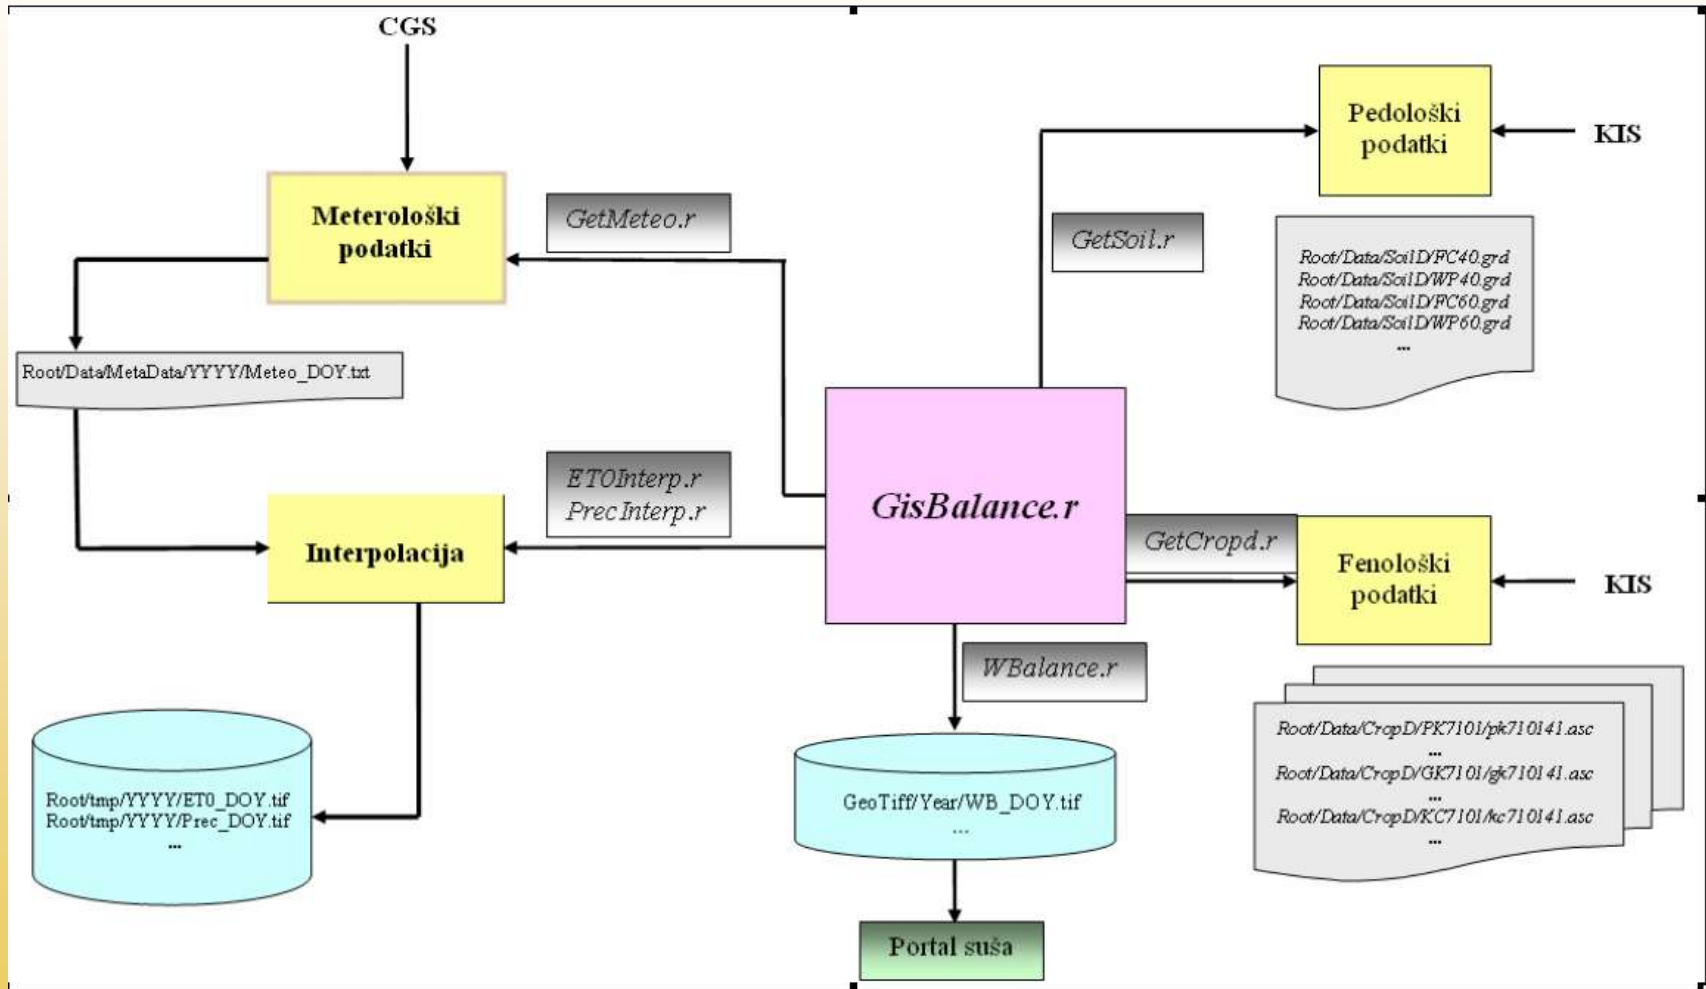 CGS
Meterološki
podatki
GetMeteo.r
Root/Data/MetaData/YYYY/Meteo_DOY.txt
ETOInterp.r
PrecInterp.r
Interpolacija
Root/tmp/YYYY/ET0_DOY.tif
Root/tmp/YYYY/Prec_DOY.tif
...
GisBalance.r
WBalance.r
GeoTiff/Year/WB_DOY.tif
...
Portal suša
GetSoil.r
Pedološki
podatki
KIS
Root/Data/SoilD/FC40.grd
Root/Data/SoilD/WP40.grd
Root/Data/SoilD/FC60.grd
Root/Data/SoilD/WP60.grd
...
GetCropd.r
Fenološki
podatki
KIS
Root/Data/CropD/PK7101/pk710141.asc
...
Root/Data/CropD/GK7101/gk710141.asc
...
Root/Data/CropD/KC7101/kc710141.asc
...